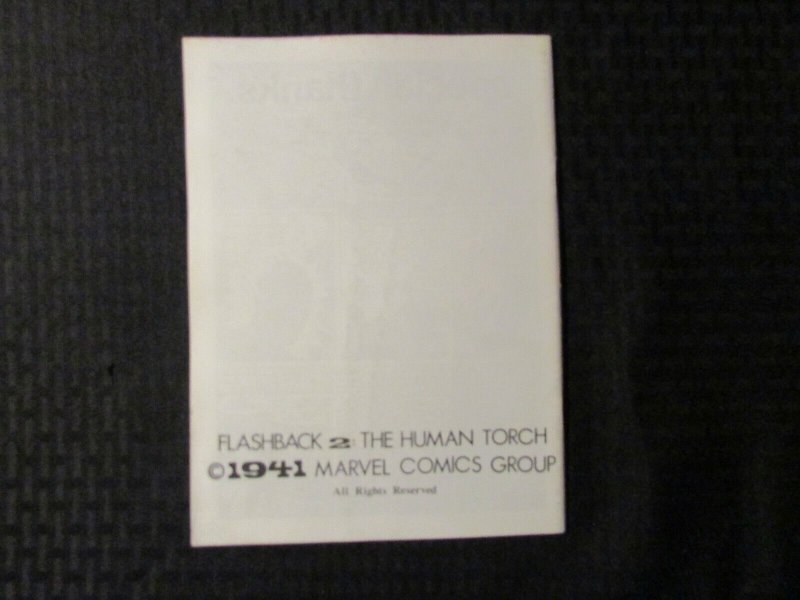 FLASHBACK 2: THE HUMAN TORCH
©1941 MARVEL COMICS GROUP
All Rights Reserved